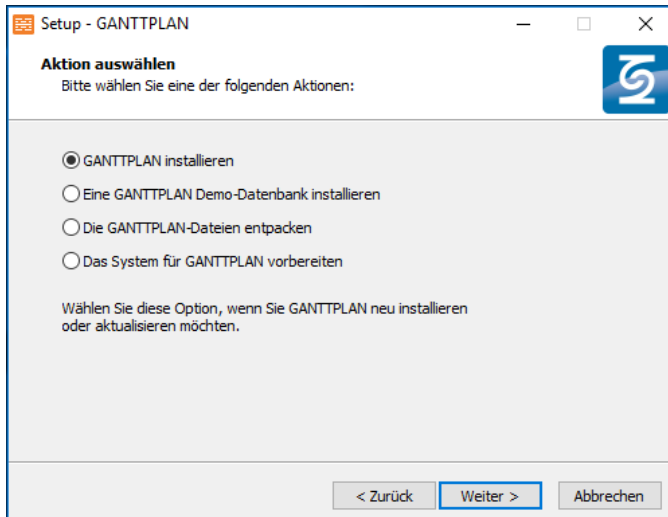 Setup - GANTTPLAN
Aktion auswählen
Bitte wählen Sie eine der folgenden Aktionen:
GANTTPLAN installieren
Eine GANTTPLAN Demo-Datenbank installieren
Die GANTTPLAN-Dateien entpacken
Das System für GANTTPLAN vorbereiten
Wählen Sie diese Option, wenn Sie GANTTPLAN neu installieren
oder aktualisieren möchten.
< Zurück Weiter > Abbrechen